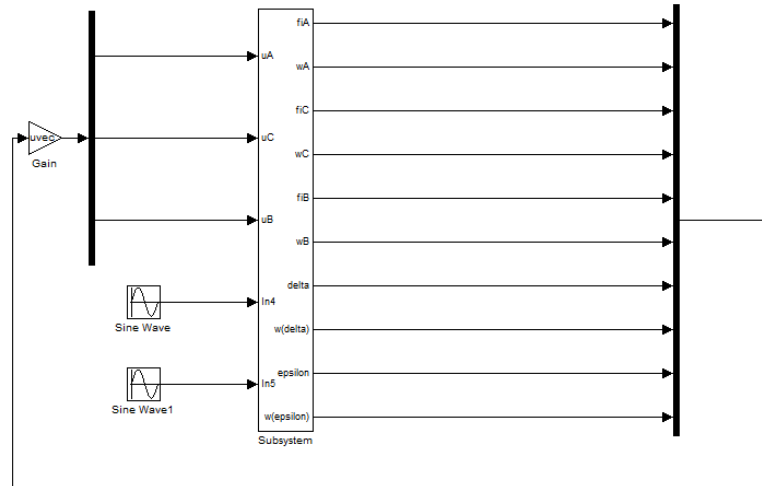 fiA
uA
wA
fiC
uvec
uC
wC
Gain
fiB
uB
wB
delta
In4
Sine Wave
w(delta)
epsilon
In5
Sine Wave1
w(epsilon)
Subsystem